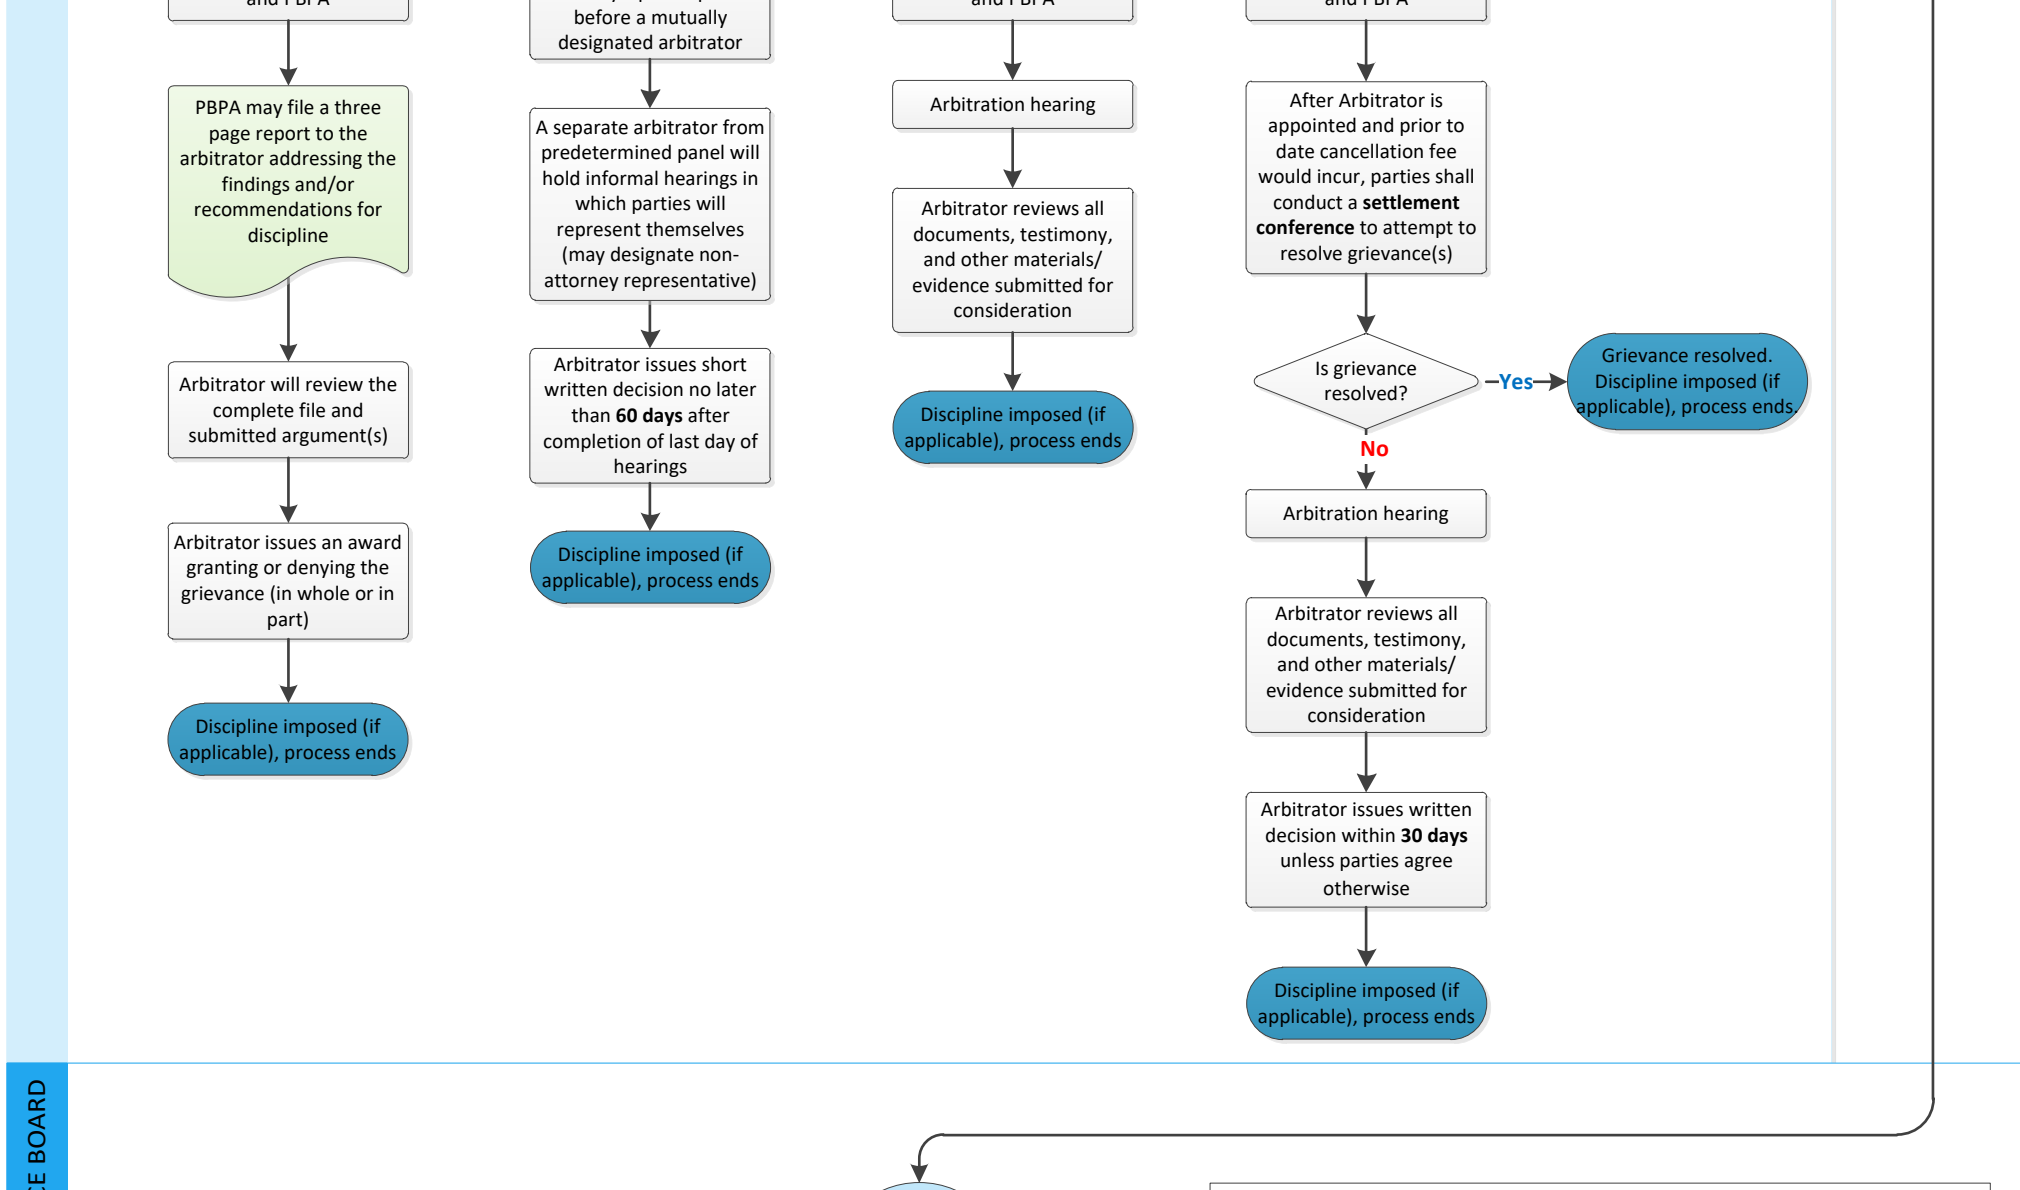 and PBPA
PBPA may file a three
page report to the
arbitrator addressing the
findings and/or
recommendations for
discipline
Arbitrator will review the
complete file and
submitted argument(s)
Arbitrator issues an award
granting or denying the
grievance (in whole or in
part)
Discipline imposed (if
applicable), process ends
before a mutually
designated arbitrator
A separate arbitrator from
predetermined panel will
hold informal hearings in
which parties will
represent themselves
(may designate non-
attorney representative)
Arbitrator issues short
written decision no later
than 60 days after
completion of last day of
hearings
Discipline imposed (if
applicable), process ends
and PBPA
Arbitration hearing
Arbitrator reviews all
documents, testimony,
and other materials/
evidence submitted for
consideration
Discipline imposed (if
applicable), process ends
and PBPA
After Arbitrator is
appointed and prior to
date cancellation fee
would incur, parties shall
conduct a settlement
conference to attempt to
resolve grievance(s)
Is grievance
resolved?
Yes
Grievance resolved.
Discipline imposed (if
applicable), process ends.
No
Arbitration hearing
Arbitrator reviews all
documents, testimony,
and other materials/
evidence submitted for
consideration
Arbitrator issues written
decision within 30 days
unless parties agree
otherwise
Discipline imposed (if
applicable), process ends
CE BOARD